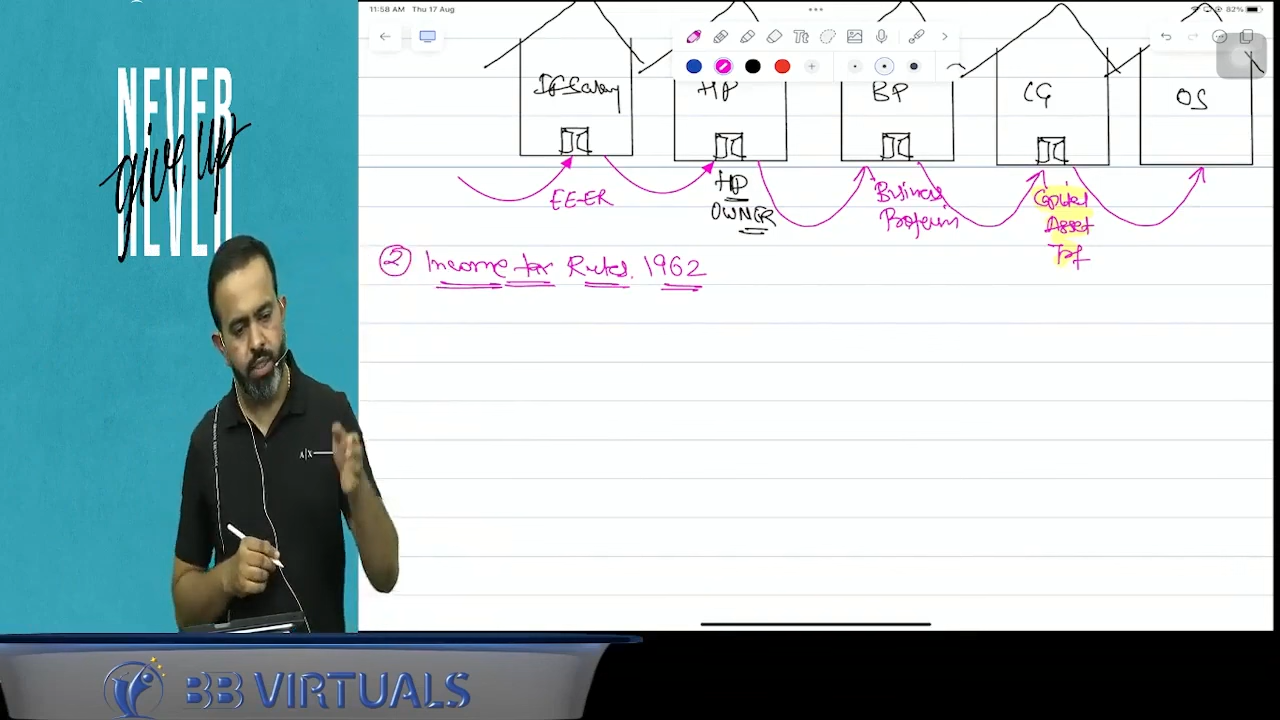 11:58 AM Thu 17 Aug
82%
NEVER
give up
NEVER
Tt
IF Salary
HP
BP
CG
OS
EE-ER
HP
OWNER
Business
Profession
Capital
Asset
Trf
② Income tax Rules, 1962
A|X
BB VIRTUALS